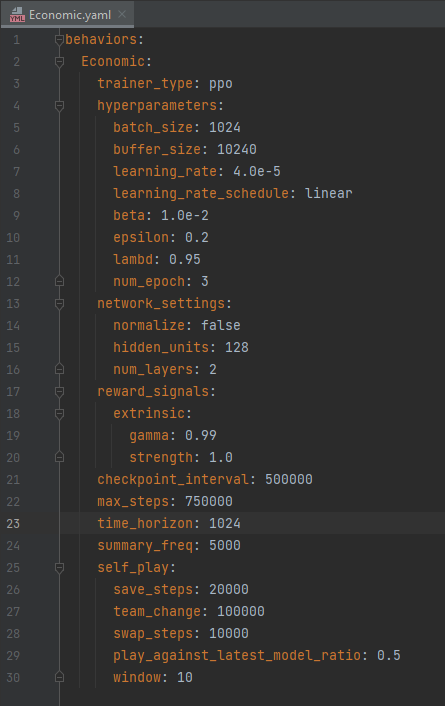 Economic.yaml
1 behaviors:
2   Economic:
3     trainer_type: ppo
4     hyperparameters:
5       batch_size: 1024
6       buffer_size: 10240
7       learning_rate: 4.0e-5
8       learning_rate_schedule: linear
9       beta: 1.0e-2
10       epsilon: 0.2
11       lambd: 0.95
12       num_epoch: 3
13     network_settings:
14       normalize: false
15       hidden_units: 128
16       num_layers: 2
17     reward_signals:
18       extrinsic:
19         gamma: 0.99
20         strength: 1.0
21     checkpoint_interval: 500000
22     max_steps: 750000
23     time_horizon: 1024
24     summary_freq: 5000
25     self_play:
26       save_steps: 20000
27       team_change: 100000
28       swap_steps: 10000
29       play_against_latest_model_ratio: 0.5
30       window: 10